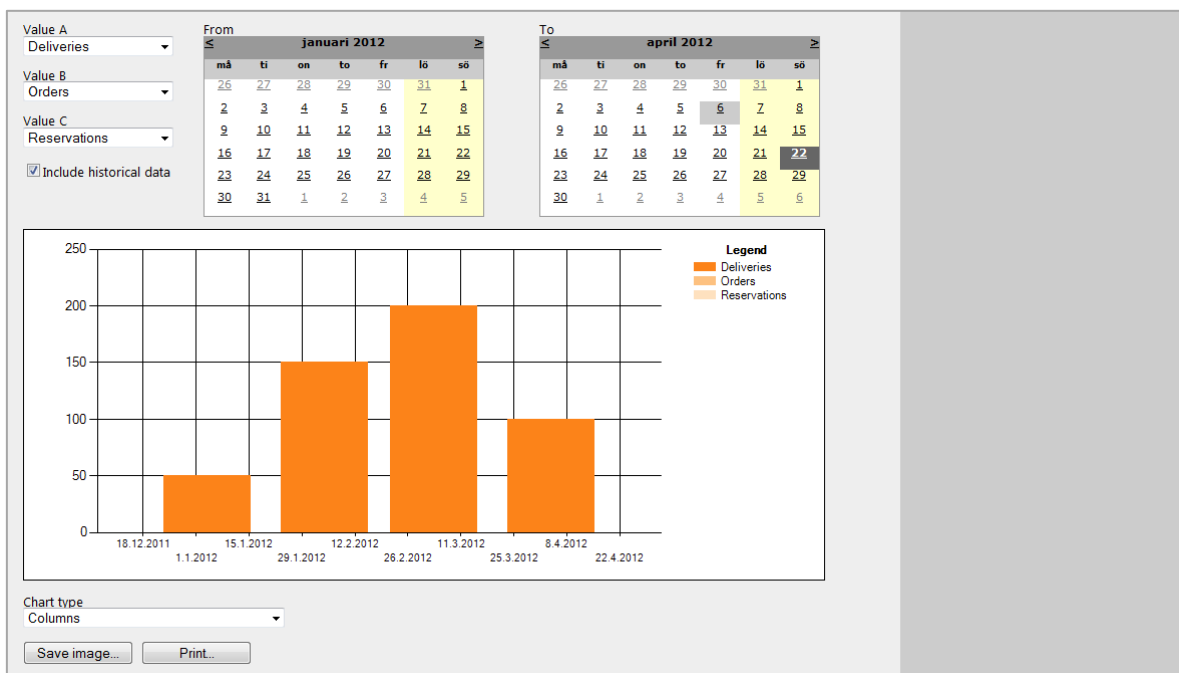 Value A
Deliveries
Value B
Orders
Value C
Reservations
Include historical data
From
< januari 2012 >
må ti on to fr lö sö
26 27 28 29 30 31 1
2 3 4 5 6 7 8
9 10 11 12 13 14 15
16 17 18 19 20 21 22
23 24 25 26 27 28 29
30 31 1 2 3 4 5
To
< april 2012 >
må ti on to fr lö sö
26 27 28 29 30 31 1
2 3 4 5 6 7 8
9 10 11 12 13 14 15
16 17 18 19 20 21 22
23 24 25 26 27 28 29
30 1 2 3 4 5 6
250
200
150
100
50
0
18.12.2011 15.1.2012 12.2.2012 11.3.2012 8.4.2012
1.1.2012 29.1.2012 26.2.2012 25.3.2012 22.4.2012
Legend
Deliveries
Orders
Reservations
Chart type
Columns
Save image... Print...